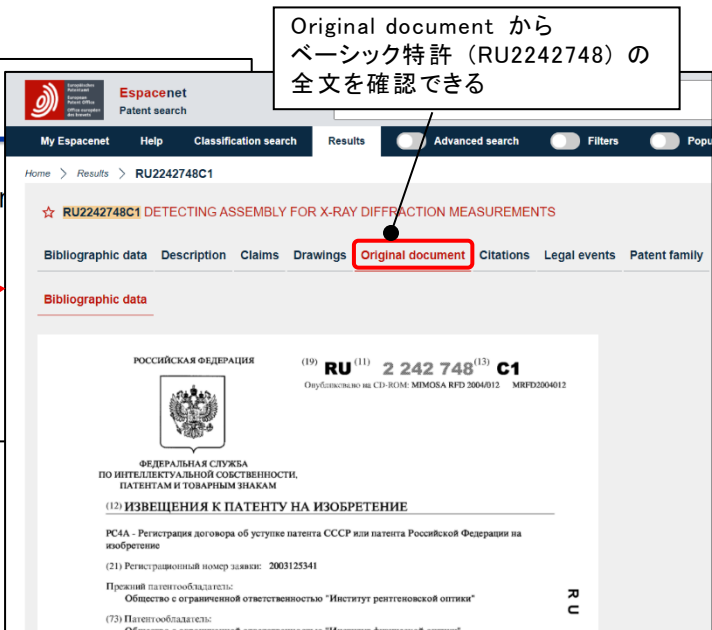 Original document から
ベーシック特許 (RU2242748) の
全文を確認できる
Espacenet
Patent search
My Espacenet Help Classification search Results Advanced search Filters
Home > Results > RU2242748C1
RU2242748C1 DETECTING ASSEMBLY FOR X-RAY DIFFRACTION MEASUREMENTS
Bibliographic data Description Claims Drawings Original document Citations Legal events Patent family
Bibliographic data
РОССИЙСКАЯ ФЕДЕРАЦИЯ
(19) RU (11) 2 242 748 (13) C1
Опубликовано на CD-ROM: MIMOSA RFD 2004/012 MRFD2004012
ФЕДЕРАЛЬНАЯ СЛУЖБА
ПО ИНТЕЛЛЕКТУАЛЬНОЙ СОБСТВЕННОСТИ,
ПАТЕНТАМ И ТОВАРНЫМ ЗНАКАМ
(12) ИЗВЕЩЕНИЯ К ПАТЕНТУ НА ИЗОБРЕТЕНИЕ
PC4A - Регистрация договора об уступке патента СССР или патента Российской Федерации на
изобретение
(21) Регистрационный номер заявки: 2003125341
Прежний патентообладатель:
Общество с ограниченной ответственностью "Институт рентгеновской оптики"
(73) Патентообладатель:
R U